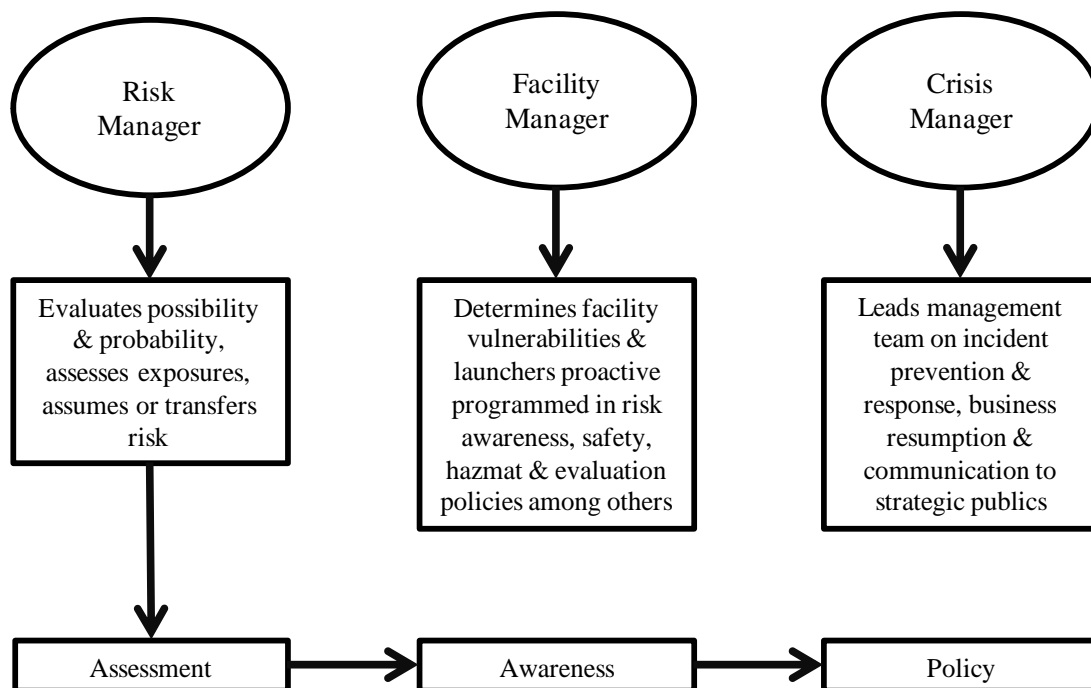 Risk
Manager
Facility
Manager
Crisis
Manager
Evaluates possibility
& probability,
assesses exposures,
assumes or transfers
risk
Determines facility
vulnerabilities &
launchers proactive
programmed in risk
awareness, safety,
hazmat & evaluation
policies among others
Leads management
team on incident
prevention &
response, business
resumption &
communication to
strategic publics
Assessment
Awareness
Policy